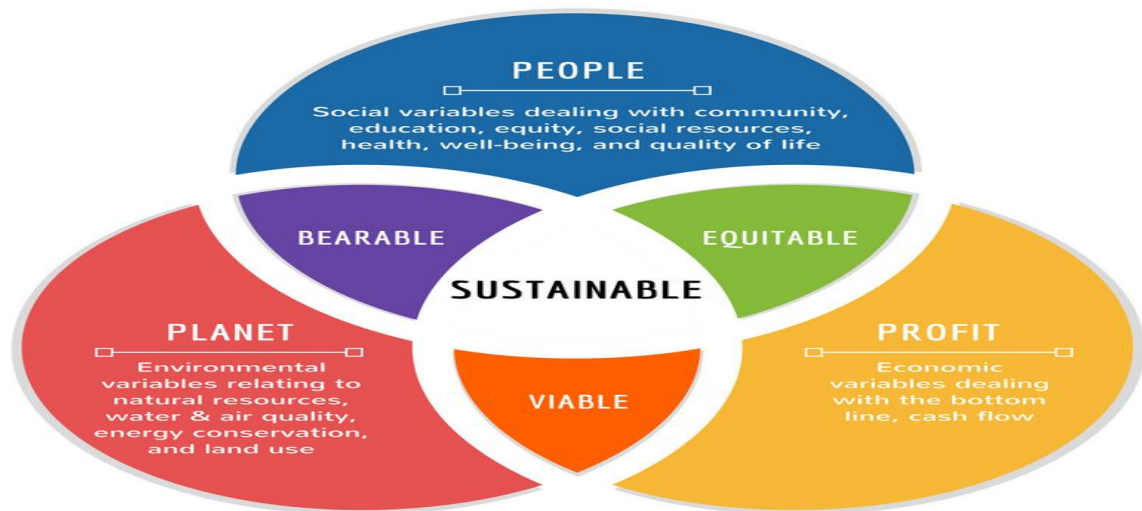 PEOPLE
Social variables dealing with community,
education, equity, social resources,
health, well-being, and quality of life
BEARABLE
EQUITABLE
SUSTAINABLE
PLANET
Environmental
variables relating to
natural resources,
water & air quality,
energy conservation,
and land use
PROFIT
Economic
variables dealing
with the bottom
line, cash flow
VIABLE